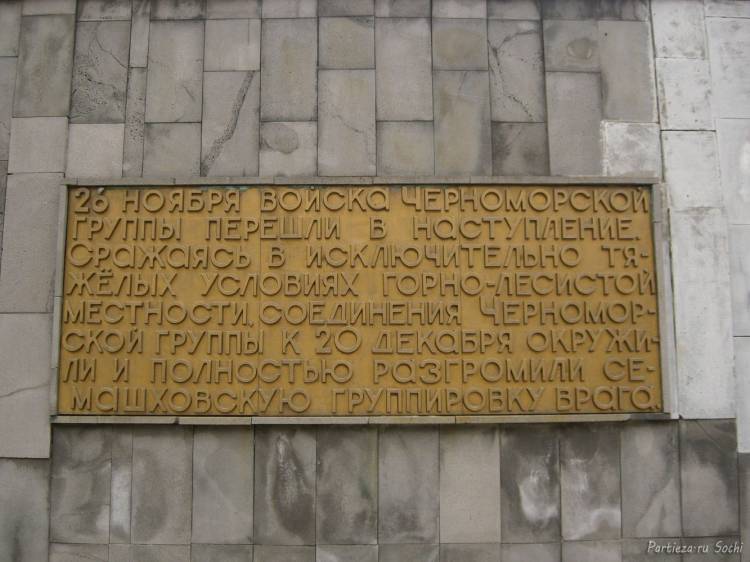 26 НОЯБРЯ ВОЙСКА ЧЕРНОМОРСКОЙ
ГРУППЫ ПЕРЕШЛИ В НАСТУПЛЕНИЕ.
СРАЖАЯСЬ В ИСКЛЮЧИТЕЛЬНО ТЯ-
ЖЁЛЫХ УСЛОВИЯХ ГОРНО-ЛЕСИСТОЙ
МЕСТНОСТИ, СОЕДИНЕНИЯ ЧЕРНОМОР-
СКОЙ ГРУППЫ К 20 ДЕКАБРЯ ОКРУЖИ-
ЛИ И ПОЛНОСТЬЮ РАЗГРОМИЛИ СЕ-
МАШХОВСКУЮ ГРУППИРОВКУ ВРАГА.
Partieza.ru Sochi